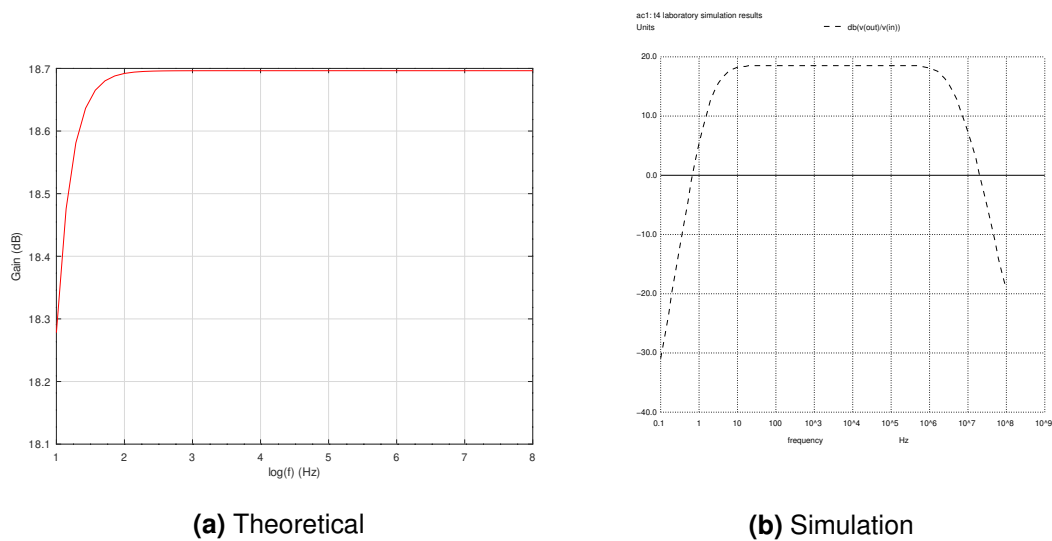 18.7
18.6
18.5
18.4
18.3
18.2
18.1
Gain (dB)
1 2 3 4 5 6 7 8
log(f) (Hz)
(a) Theoretical
ac1: t4 laboratory simulation results
Units
db(v(out)/v(in))
20.0
10.0
0.0
−10.0
−20.0
−30.0
−40.0
0.1 1 10 100 10^3 10^4 10^5 10^6 10^7 10^8 10^9
frequency Hz
(b) Simulation